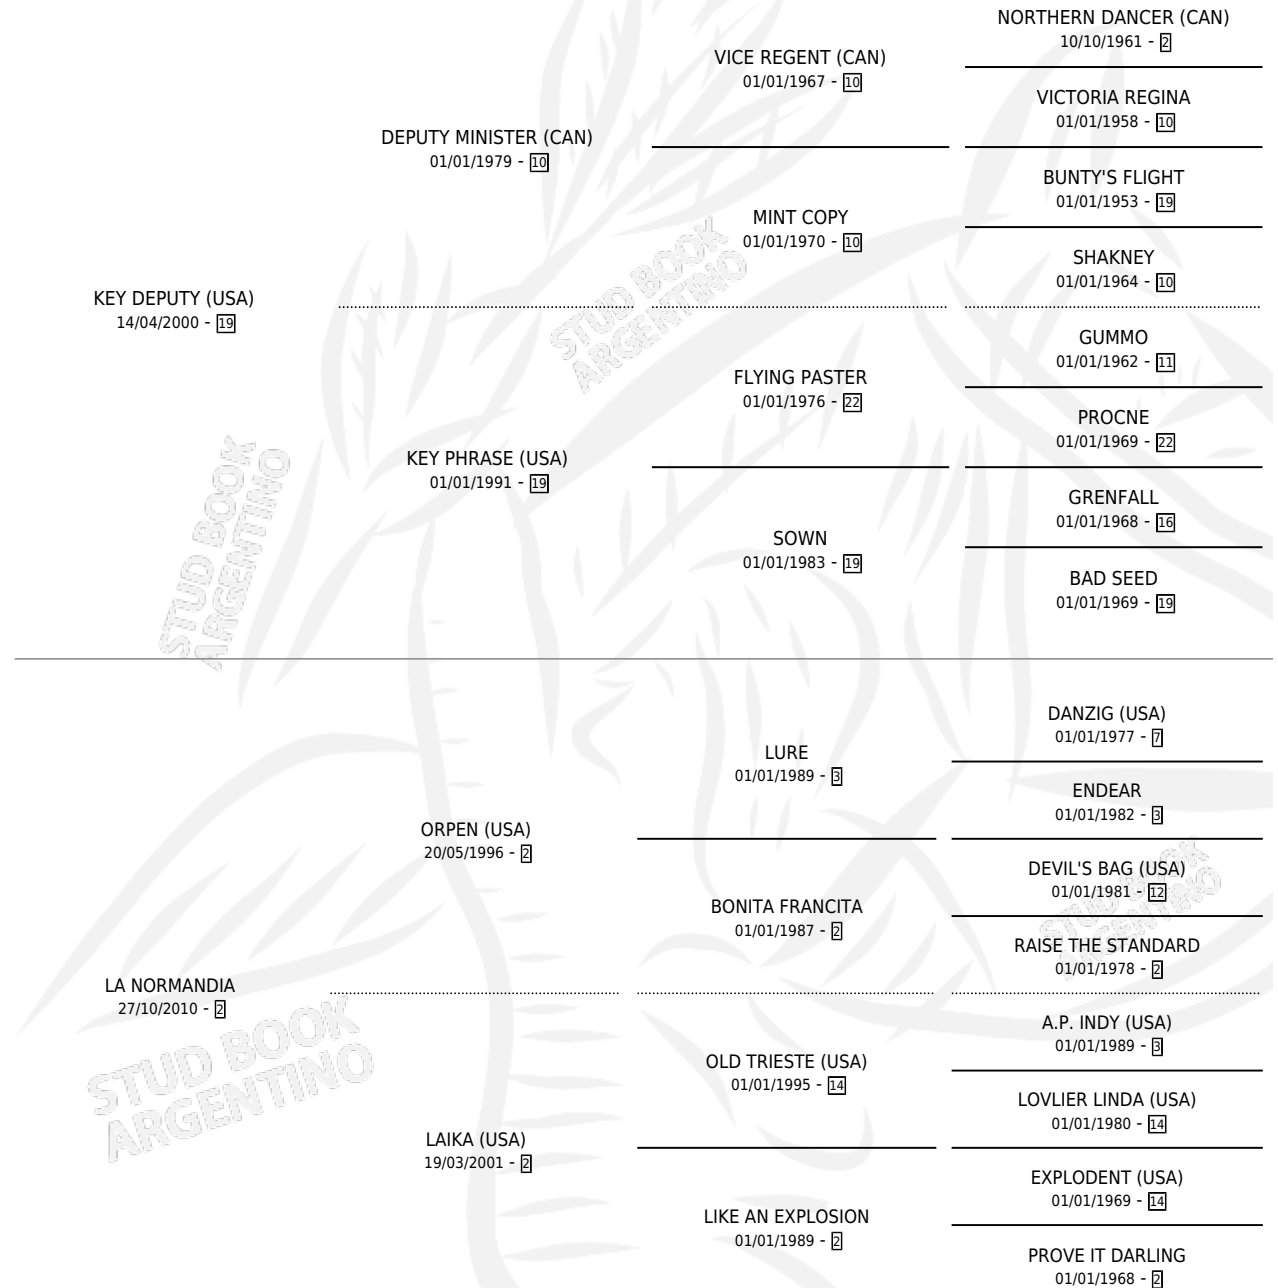 NORTHERN DANCER (CAN)
10/10/1961 - 2
VICE REGENT (CAN)
01/01/1967 - 10
VICTORIA REGINA
01/01/1958 - 10
DEPUTY MINISTER (CAN)
01/01/1979 - 10
BUNTY'S FLIGHT
01/01/1953 - 19
MINT COPY
01/01/1970 - 10
SHAKNEY
01/01/1964 - 10
KEY DEPUTY (USA)
14/04/2000 - 19
GUMMO
01/01/1962 - 11
FLYING PASTER
01/01/1976 - 22
PROCNE
01/01/1969 - 22
KEY PHRASE (USA)
01/01/1991 - 19
GRENFALL
01/01/1968 - 16
SOWN
01/01/1983 - 19
BAD SEED
01/01/1969 - 19
STUD BOOK
ARGENTINO
STUD BOOK
ARGENTINO
DANZIG (USA)
01/01/1977 - 7
LURE
01/01/1989 - 3
ENDEAR
01/01/1982 - 3
ORPEN (USA)
20/05/1996 - 2
DEVIL'S BAG (USA)
01/01/1981 - 12
BONITA FRANCITA
01/01/1987 - 2
RAISE THE STANDARD
01/01/1978 - 2
STUD BOOK
ARGENTINO
LA NORMANDIA
27/10/2010 - 2
A.P. INDY (USA)
01/01/1989 - 3
OLD TRIESTE (USA)
01/01/1995 - 14
LOVLIER LINDA (USA)
01/01/1980 - 14
LAIKA (USA)
19/03/2001 - 2
EXPLODENT (USA)
01/01/1969 - 14
LIKE AN EXPLOSION
01/01/1989 - 2
PROVE IT DARLING
01/01/1968 - 2
STUD BOOK
ARGENTINO